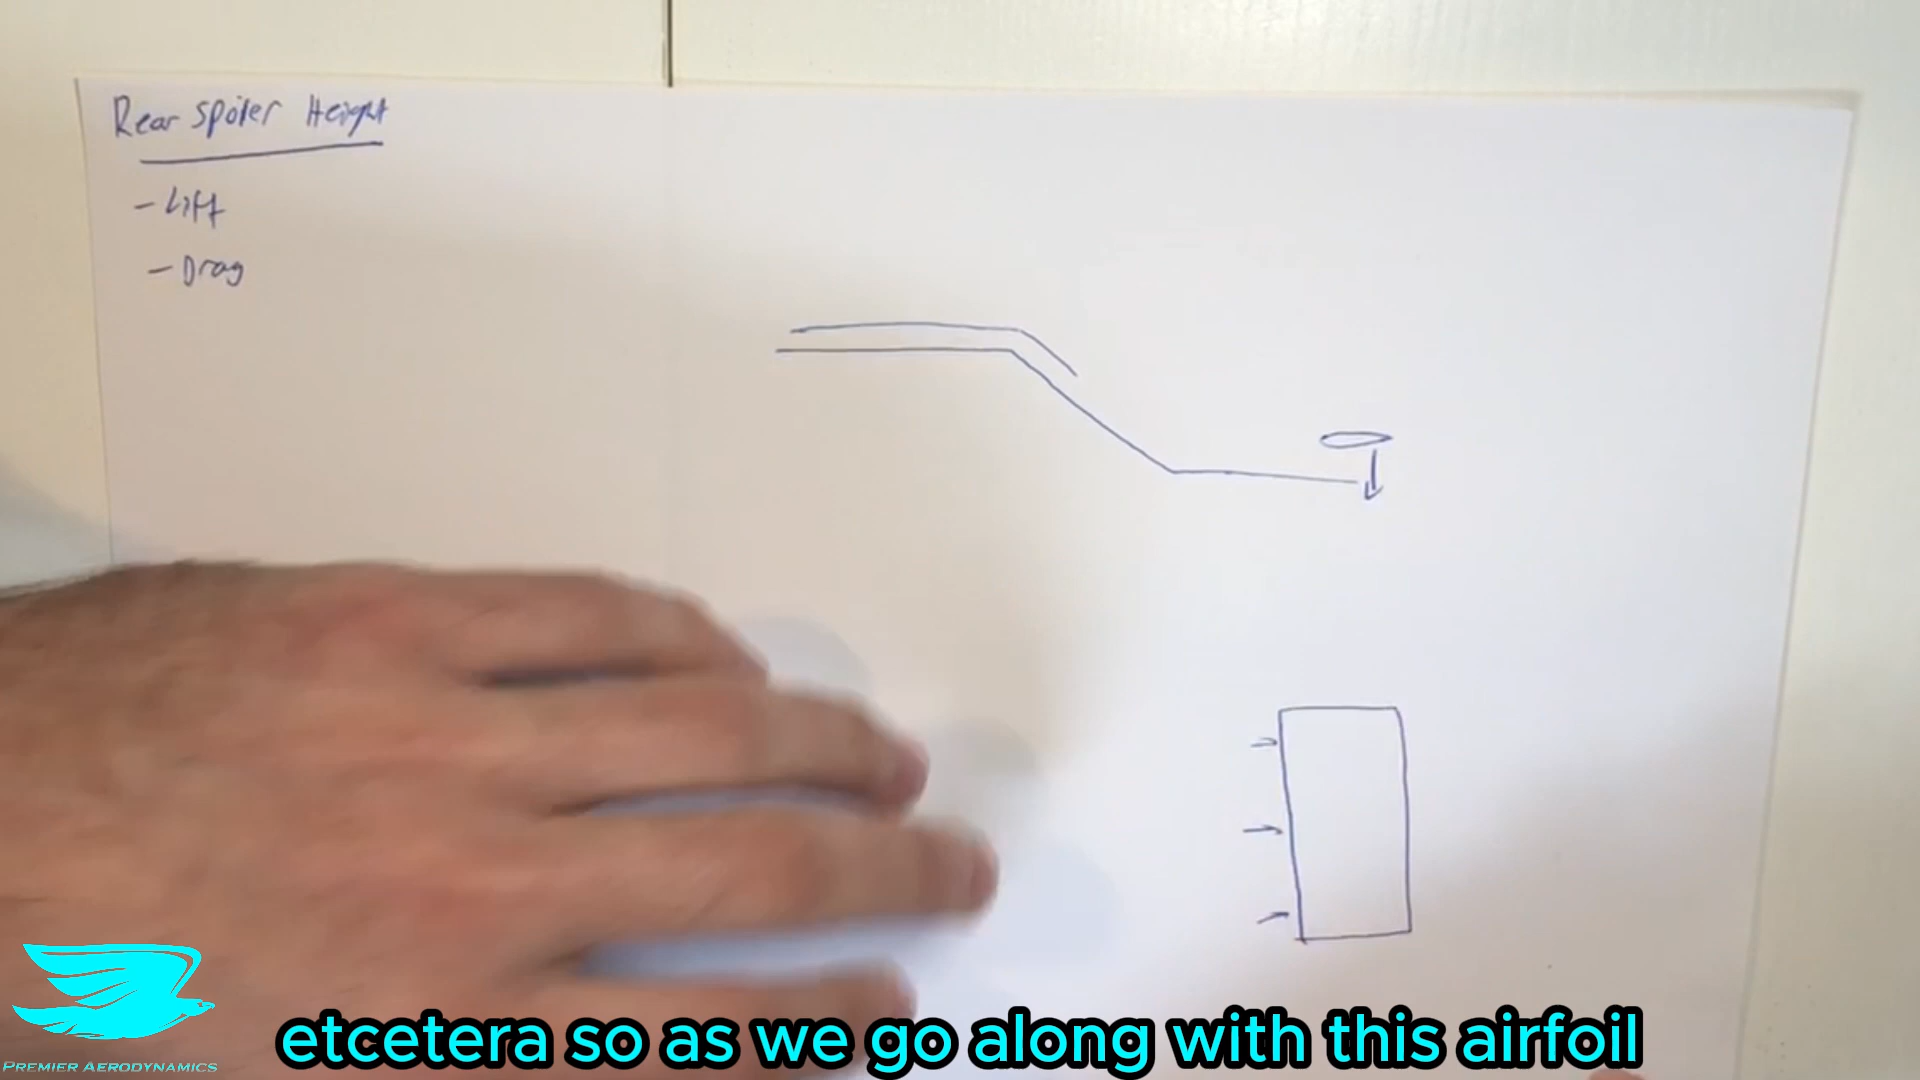 Rear Spoiler Height
- Lift
- Drag
etcetera so as we go along with this airfoil
PREMIER AERODYNAMICS